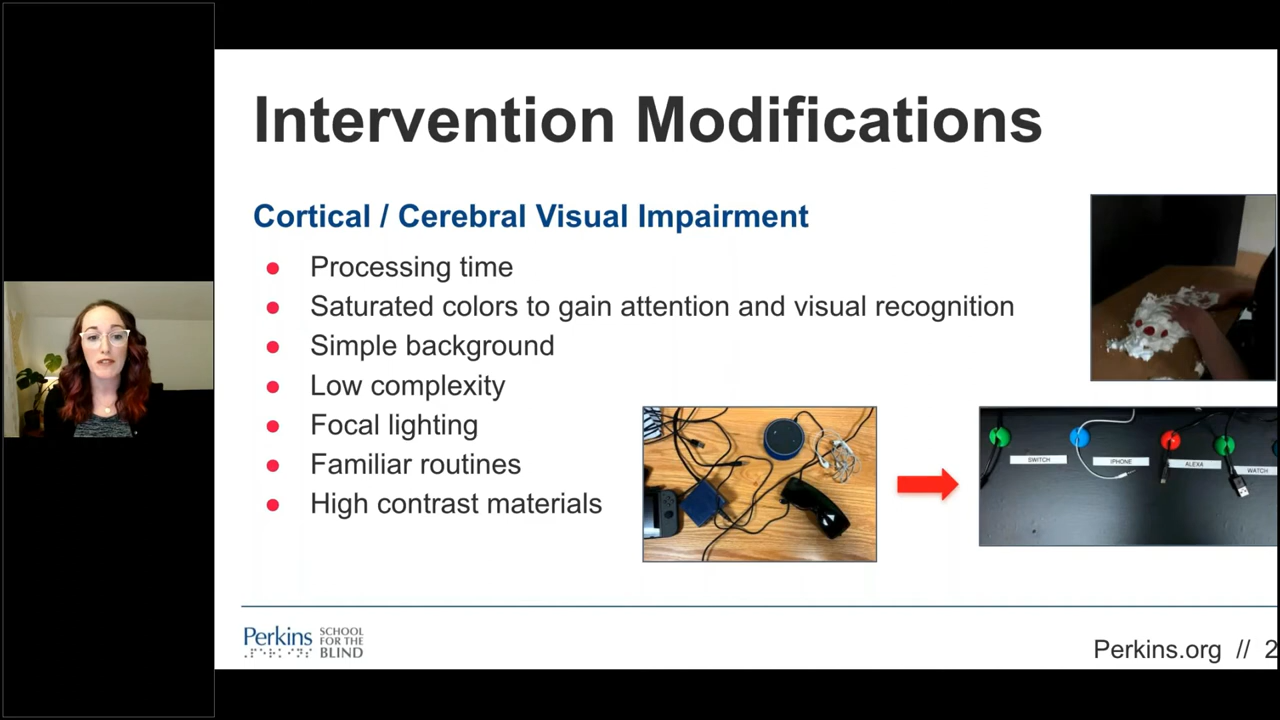 Intervention Modifications
Cortical / Cerebral Visual Impairment
● Processing time
● Saturated colors to gain attention and visual recognition
● Simple background
● Low complexity
● Focal lighting
● Familiar routines
● High contrast materials
SWITCH
IPHONE
ALEXA
WATCH
Perkins SCHOOL
FOR THE
BLIND
Perkins.org // 2